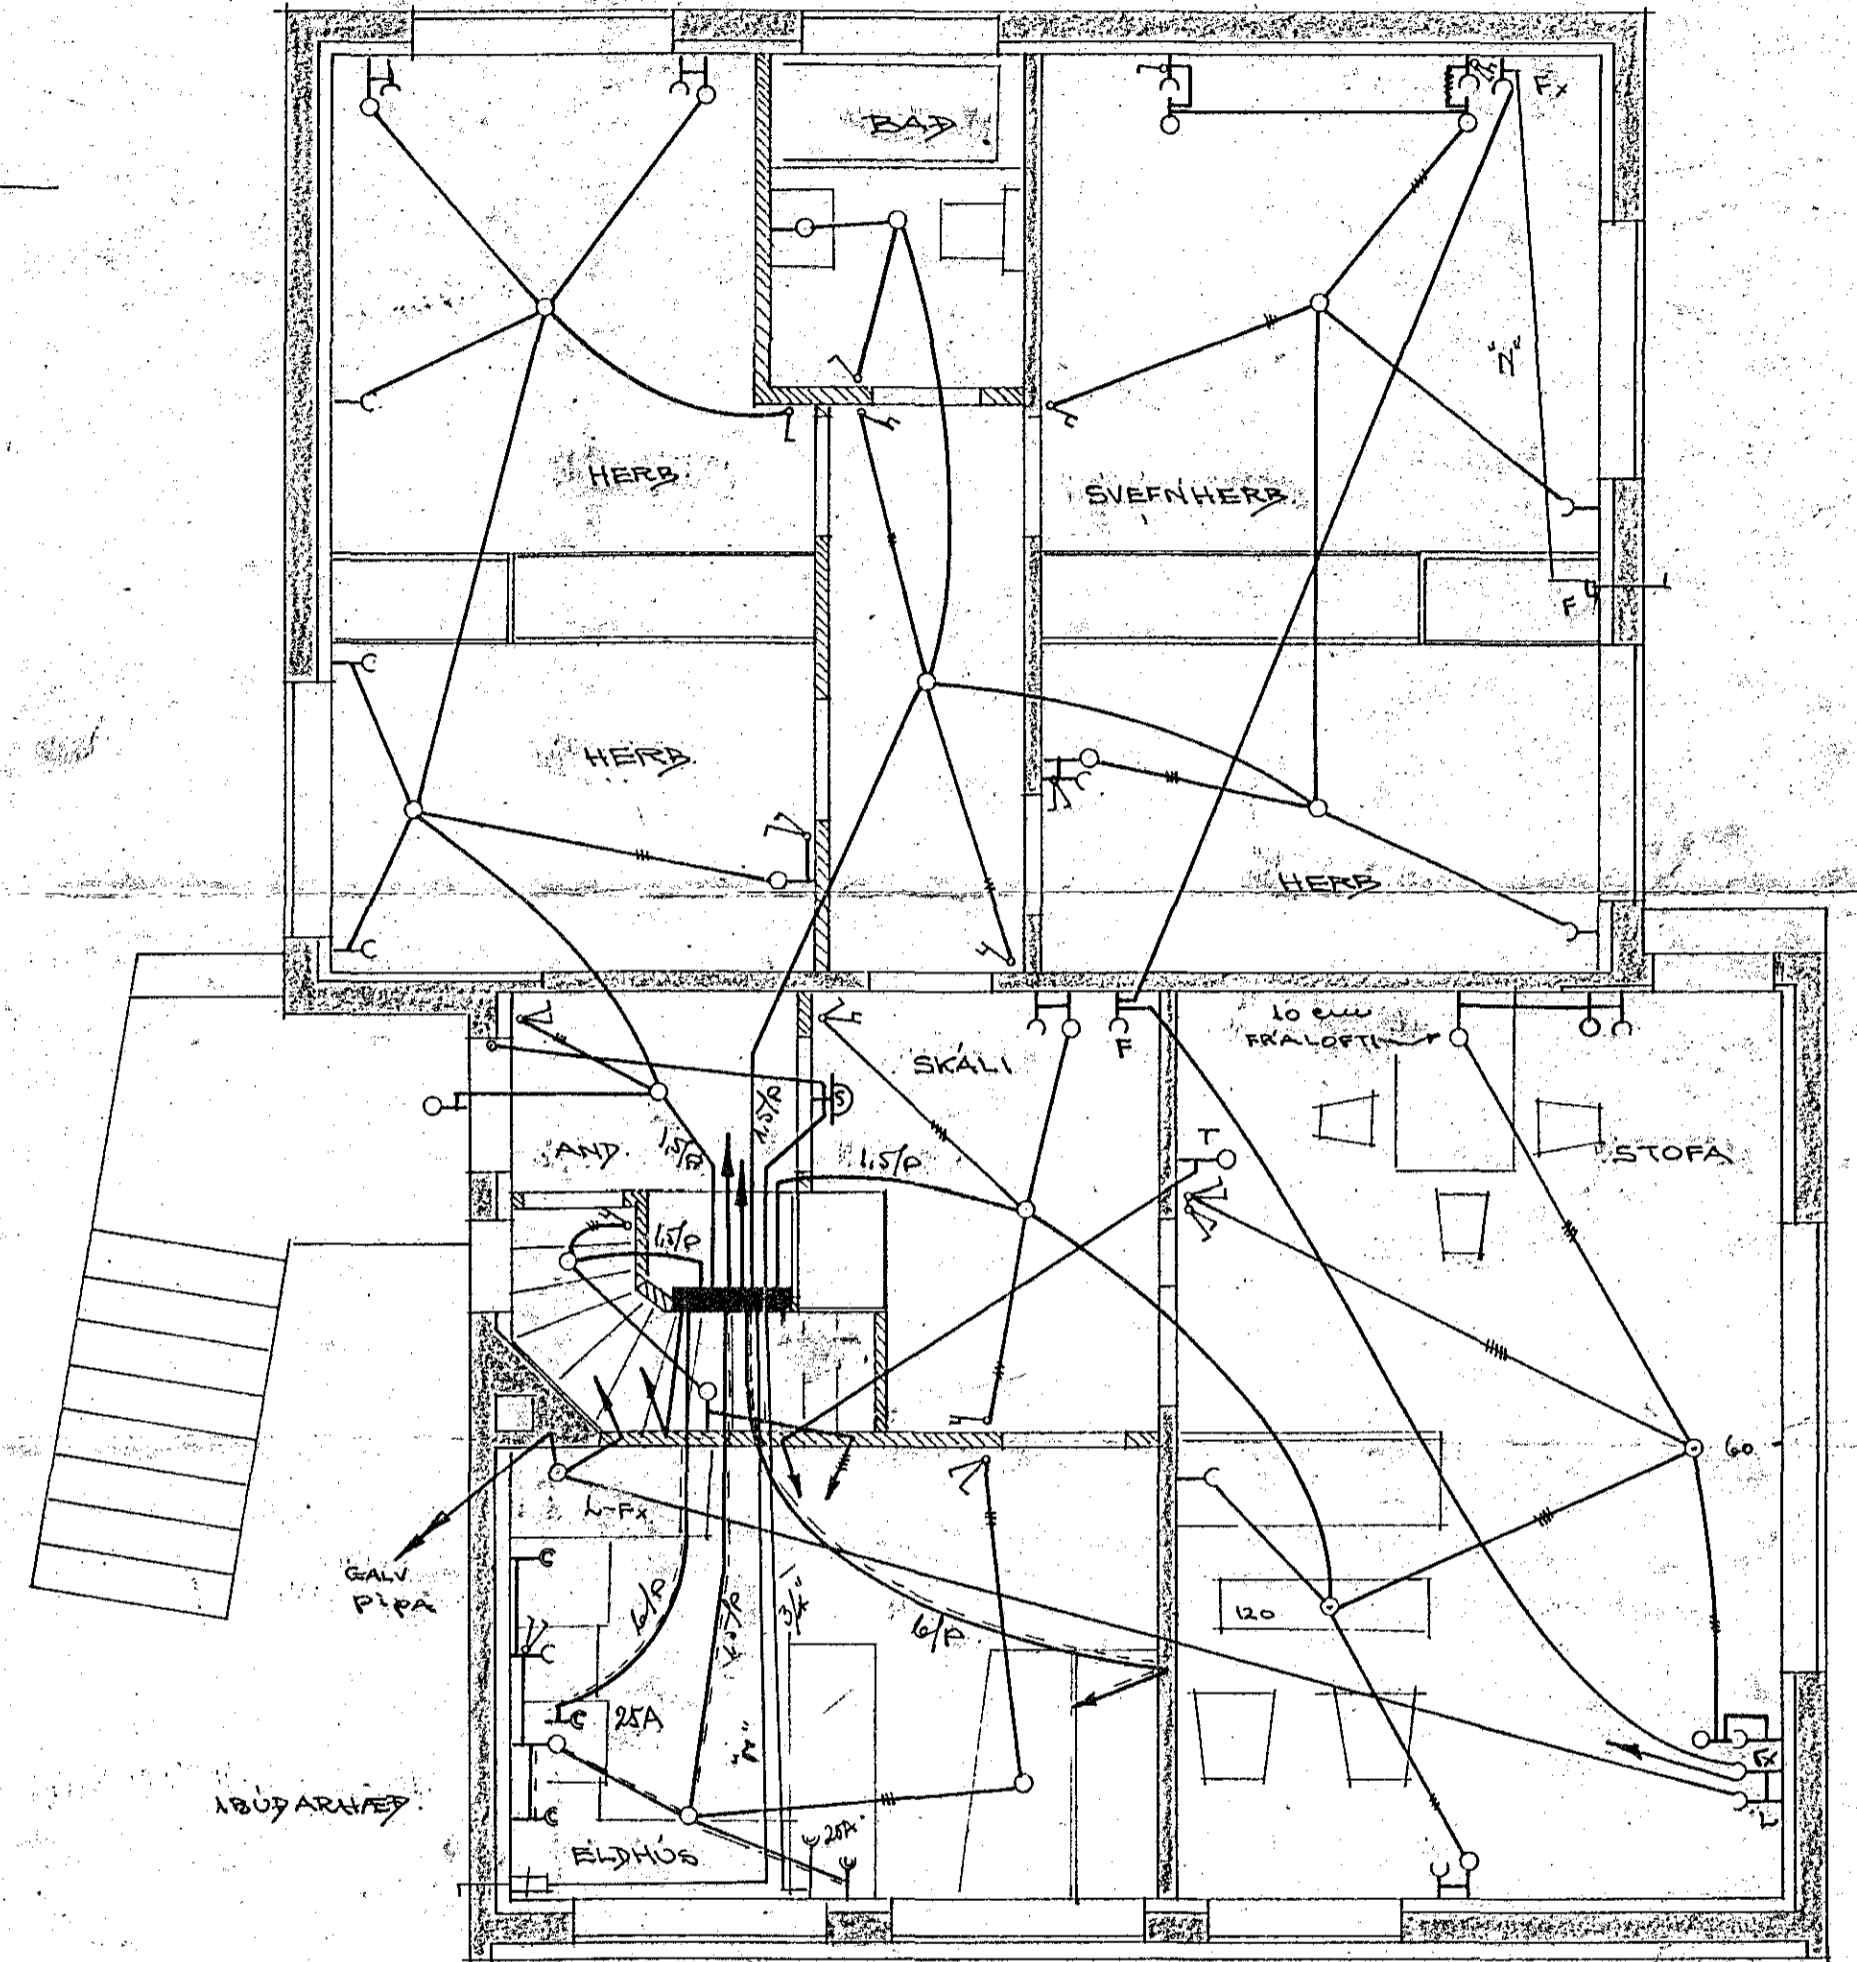 BAÐ
Fx
"N"
HERB.
SVEFNHERB.
F
HERB.
HERB
10 cm
FRÁ LOFTI
F
SKÁLI
1.5/P
S
AND.
1,5/P
1,5/P
T
STOFA
1,5/P
60
L-Fx
GALV
PÍPA
6/P
3/4"
6/P
120
25A
"N"
FX
L
ÍBÚÐARHÆÐ.
25A
ELDHÚS